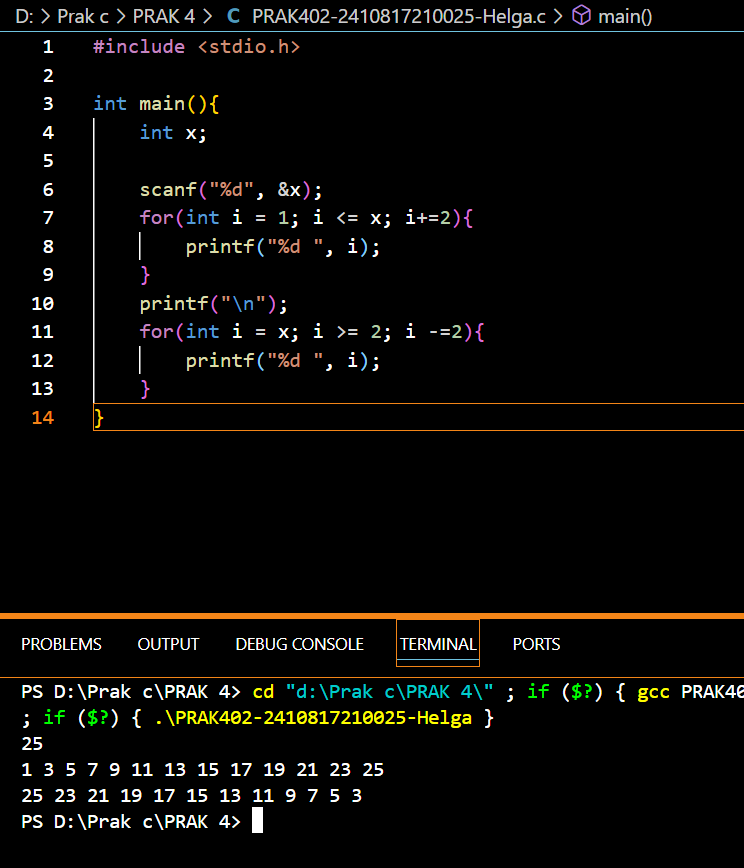 D: > Prak c > PRAK 4 > C PRAK402-2410817210025-Helga.c > main()
1 #include <stdio.h>
2
3 int main(){
4     int x;
5
6     scanf("%d", &x);
7     for(int i = 1; i <= x; i+=2){
8         printf("%d ", i);
9     }
10     printf("\n");
11     for(int i = x; i >= 2; i -=2){
12         printf("%d ", i);
13     }
14 }
PROBLEMS OUTPUT DEBUG CONSOLE TERMINAL PORTS
PS D:\Prak c\PRAK 4> cd "d:\Prak c\PRAK 4\" ; if ($?) { gcc PRAK40
; if ($?) { .\PRAK402-2410817210025-Helga }
25
1 3 5 7 9 11 13 15 17 19 21 23 25
25 23 21 19 17 15 13 11 9 7 5 3
PS D:\Prak c\PRAK 4>